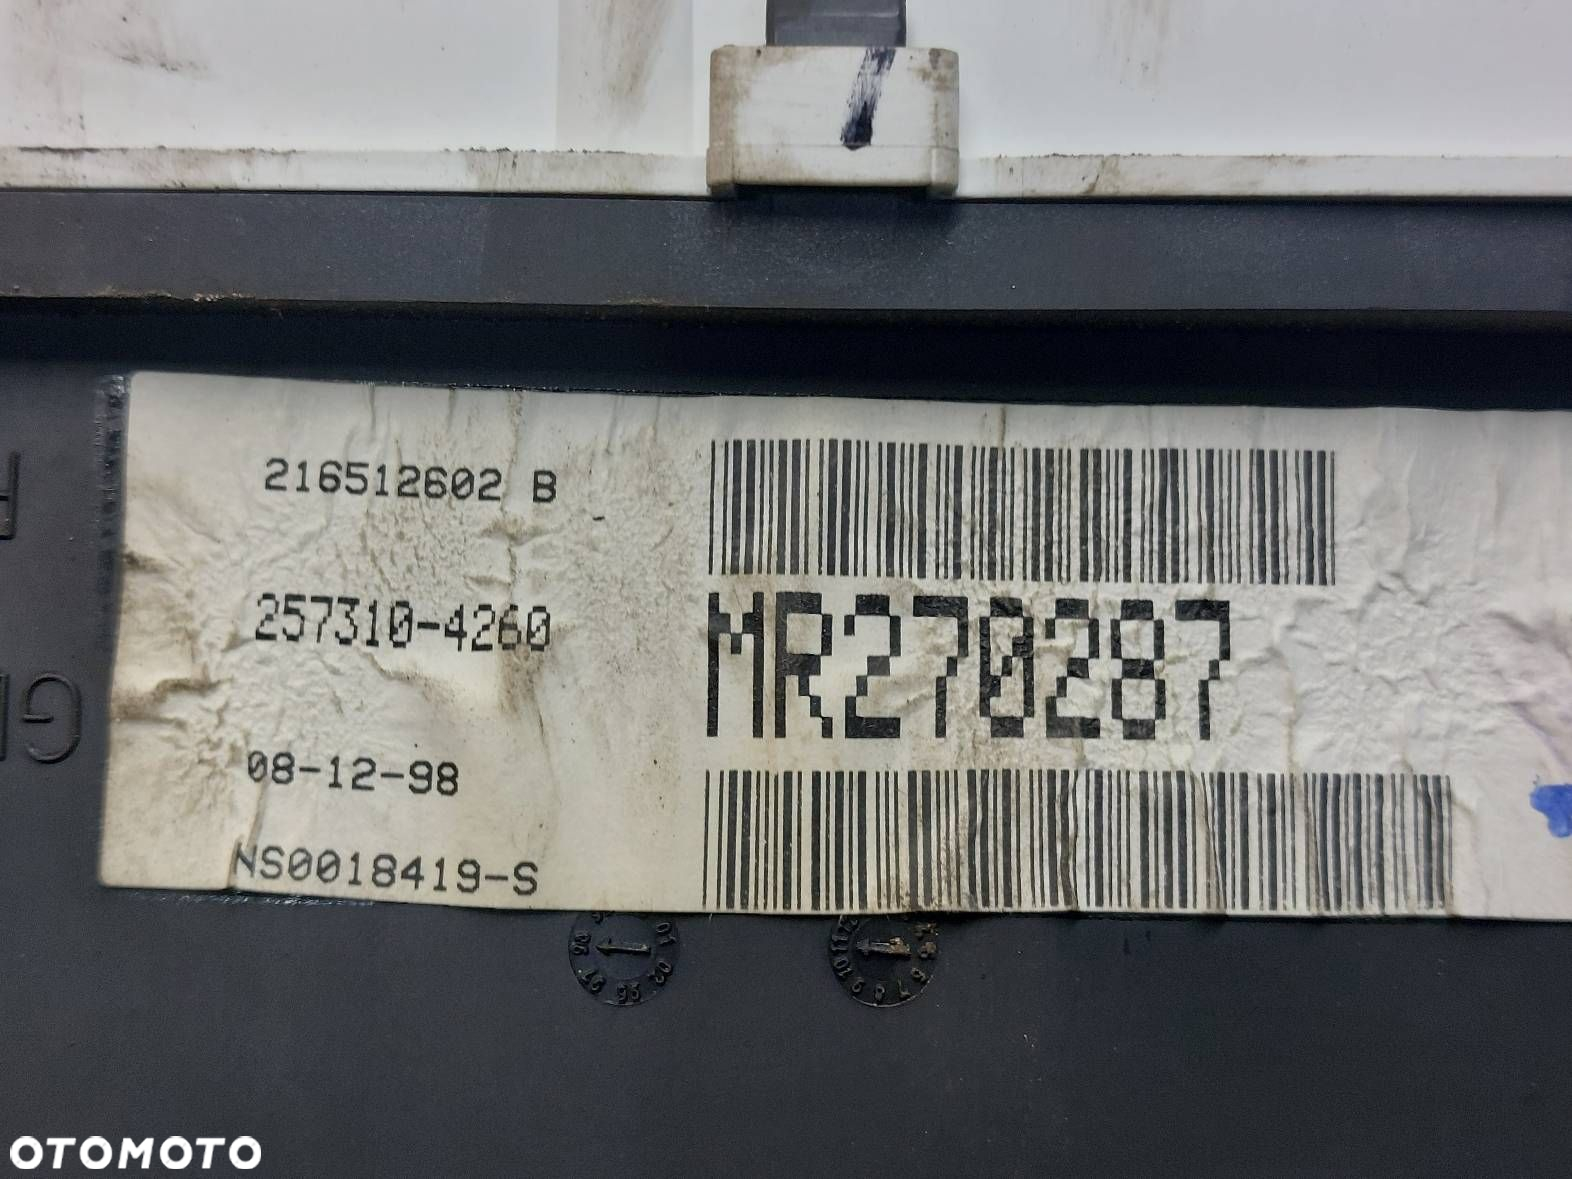 216512602 B
257310-4260
MR270287
08-12-98
NS0018419-S
OTOMOTO